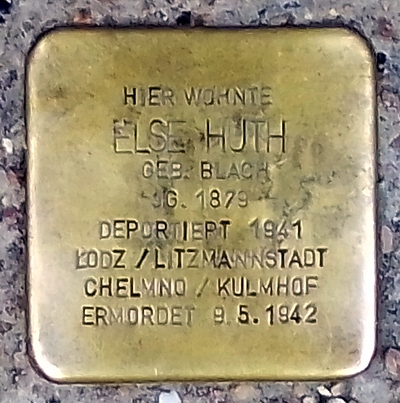 HIER WOHNTE
ELSE HUTH
GEB. BLACH
JG. 1879
DEPORTIERT 1941
ŁODZ / LITZMANNSTADT
CHELMNO / KULMHOF
ERMORDET 9.5.1942